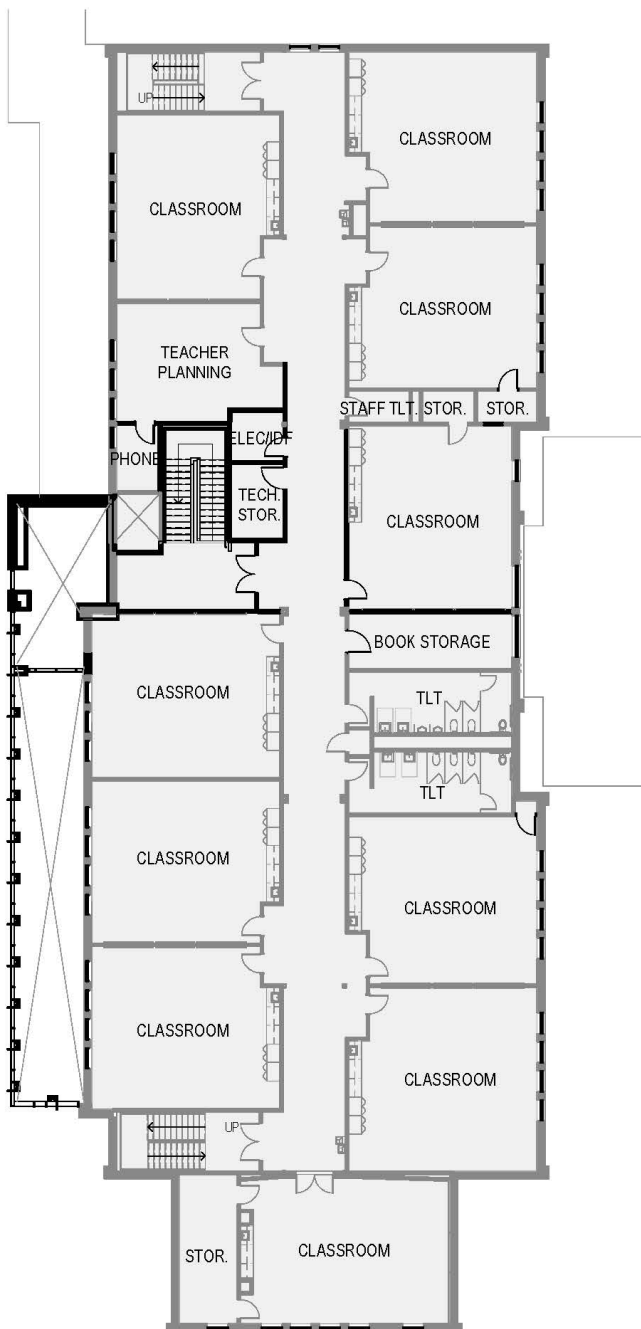 UP
CLASSROOM
CLASSROOM
CLASSROOM
TEACHER
PLANNING
STAFF TLT.
STOR.
STOR.
ELEC/IDF
PHONE
TECH.
STOR.
CLASSROOM
BOOK STORAGE
CLASSROOM
TLT
TLT
CLASSROOM
CLASSROOM
CLASSROOM
CLASSROOM
UP
STOR.
CLASSROOM